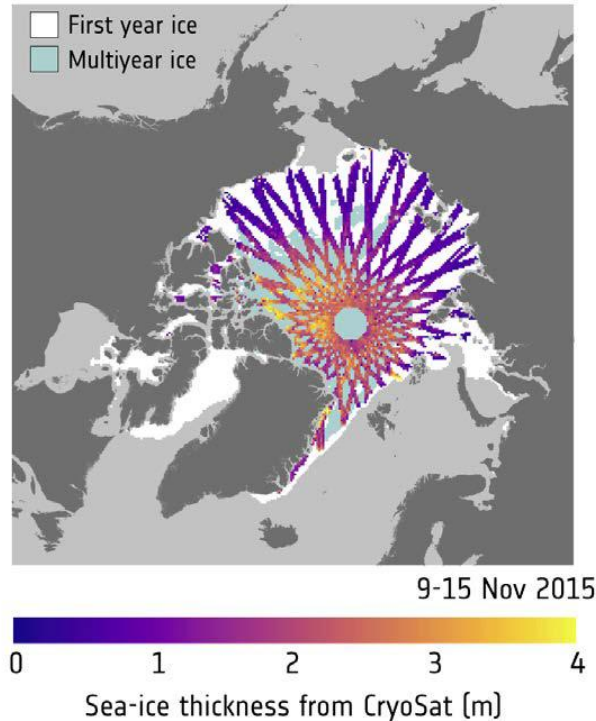 First year ice
Multiyear ice
9-15 Nov 2015
0 1 2 3 4
Sea-ice thickness from CryoSat (m)